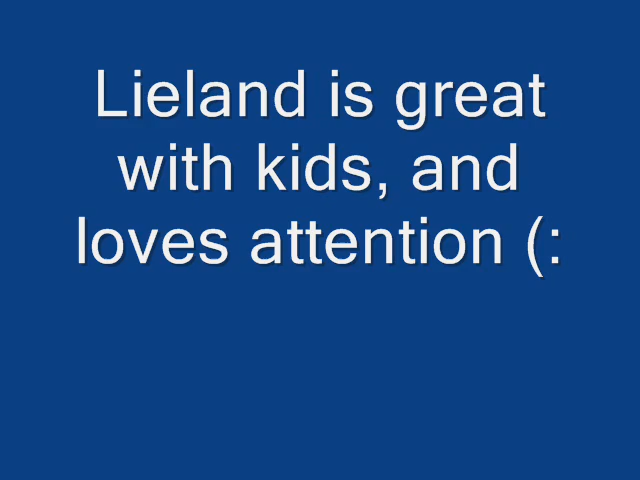 Lieland is great
with kids, and
loves attention (: